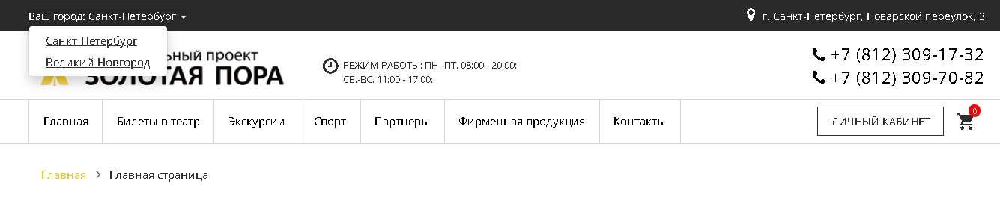 Ваш город: Санкт-Петербург
г. Санкт-Петербург, Поварской переулок, 3
Санкт-Петербург
Великий Новгород
проект
ЗОЛОТАЯ ПОРА
РЕЖИМ РАБОТЫ: ПН.-ПТ. 08:00 - 20:00;
СБ.-ВС. 11:00 - 17:00;
+7 (812) 309-17-32
+7 (812) 309-70-82
Главная
Билеты в театр
Экскурсии
Спорт
Партнеры
Фирменная продукция
Контакты
ЛИЧНЫЙ КАБИНЕТ
0
Главная > Главная страница